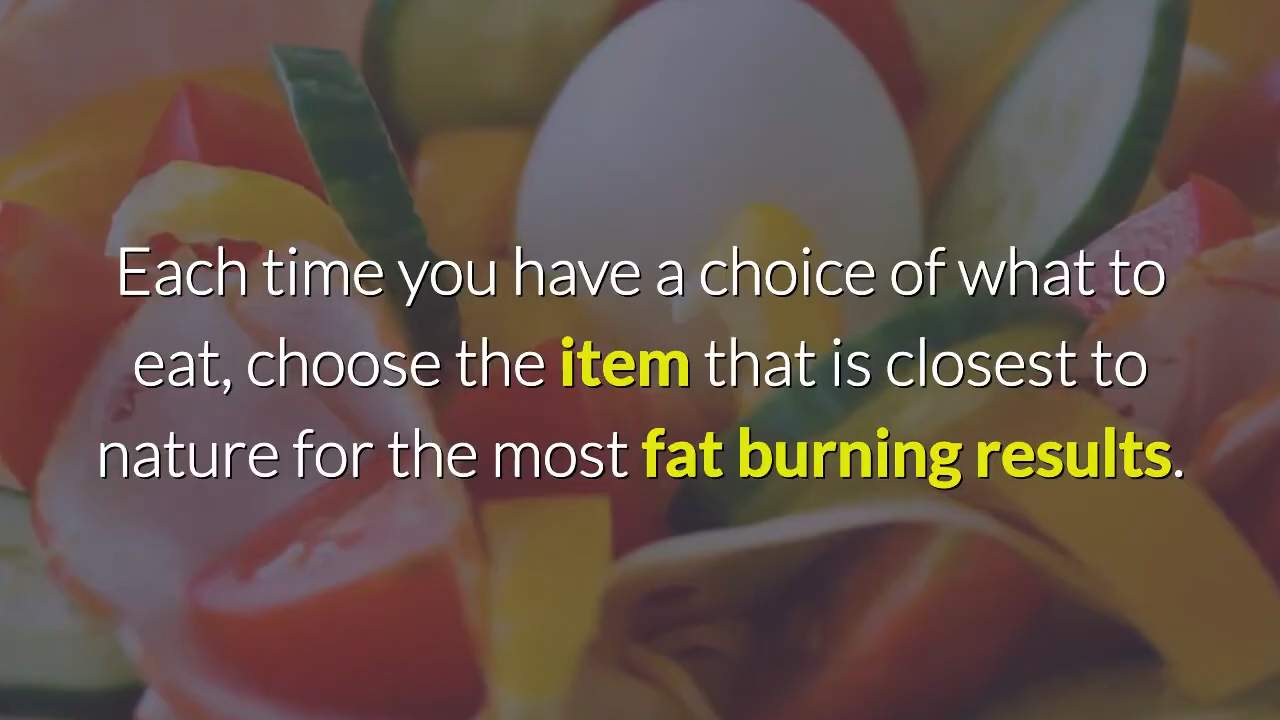 Each time you have a choice of what to
eat, choose the item that is closest to
nature for the most fat burning results.